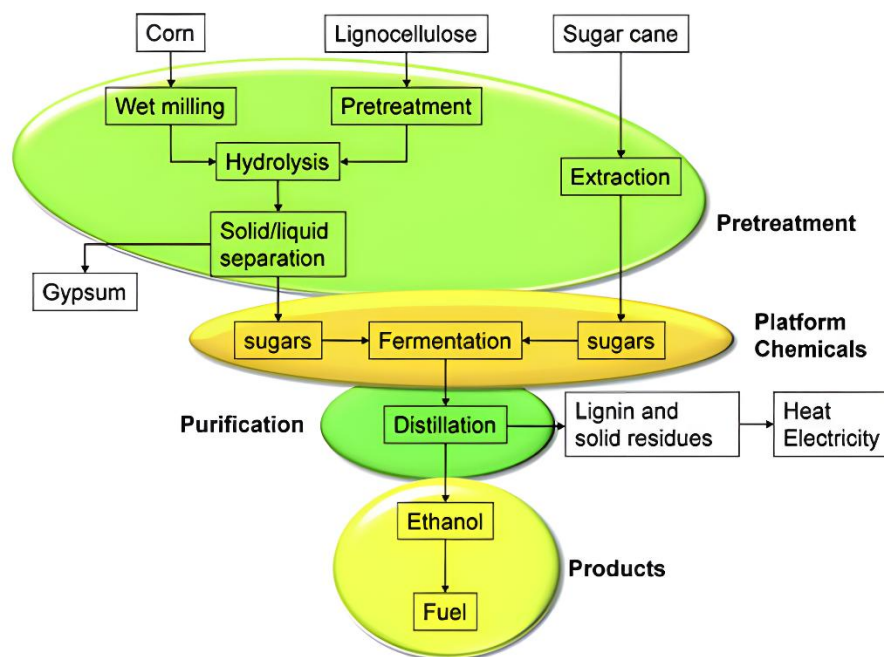 Corn
Lignocellulose
Sugar cane
Wet milling
Pretreatment
Hydrolysis
Extraction
Pretreatment
Solid/liquid
separation
Gypsum
sugars
Fermentation
sugars
Platform
Chemicals
Purification
Distillation
Lignin and
solid residues
Heat
Electricity
Ethanol
Products
Fuel